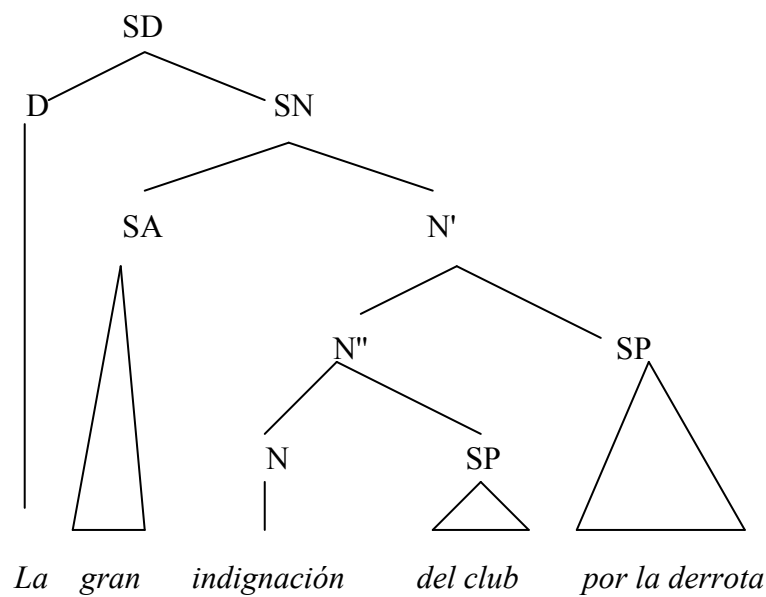 SD
D SN
SA N'
N" SP
N SP
La gran indignación del club por la derrota